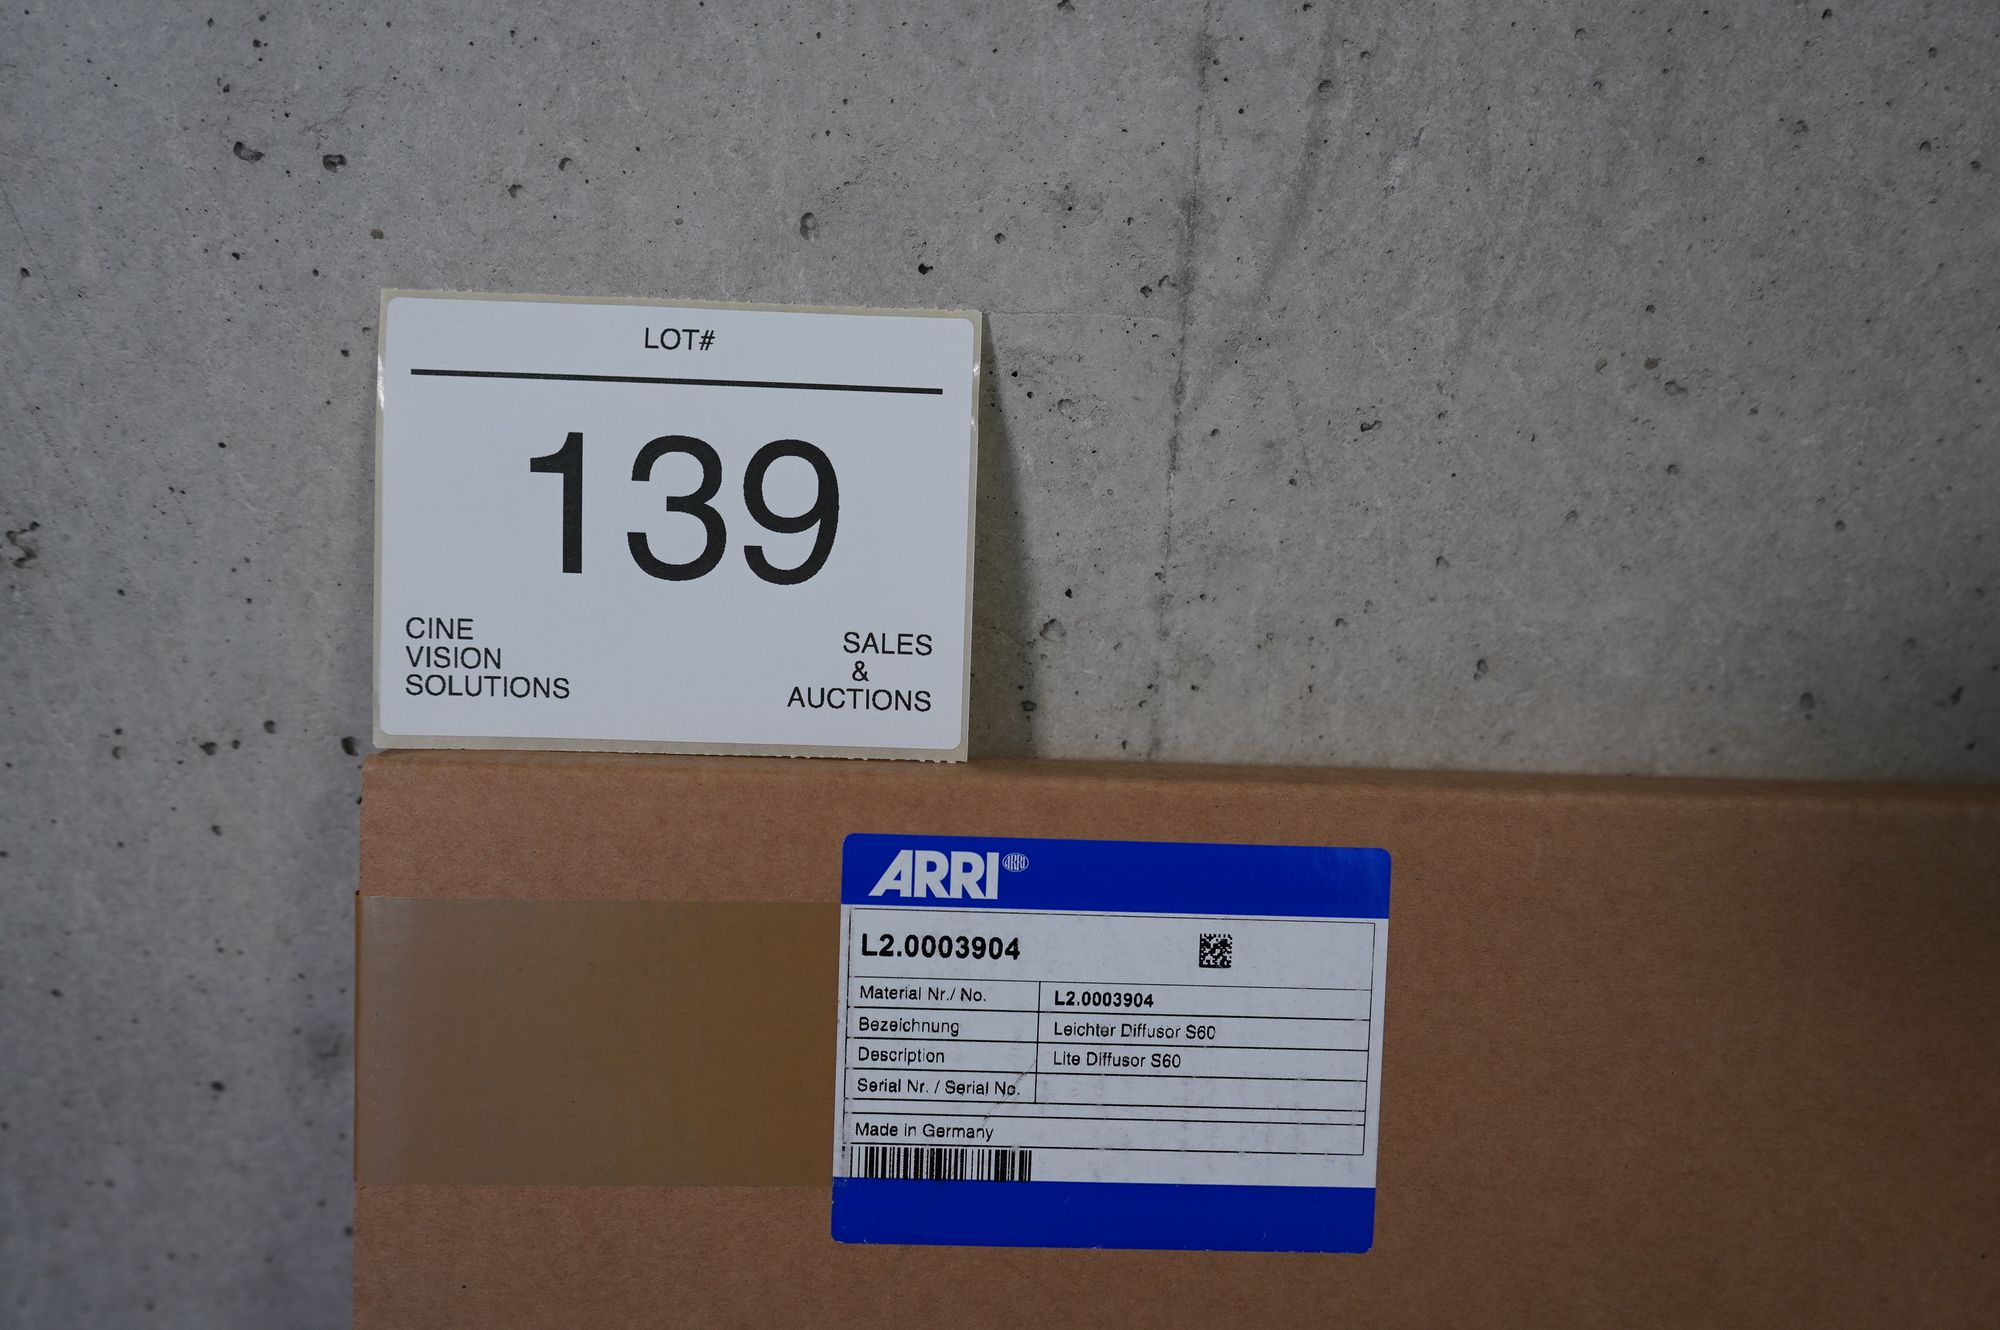 LOT#
139
CINE
VISION
SOLUTIONS
SALES
&
AUCTIONS
ARRI ARRI
L2.0003904
Material Nr./ No. L2.0003904
Bezeichnung Leichter Diffusor S60
Description Lite Diffusor S60
Serial Nr. / Serial No.
Made in Germany